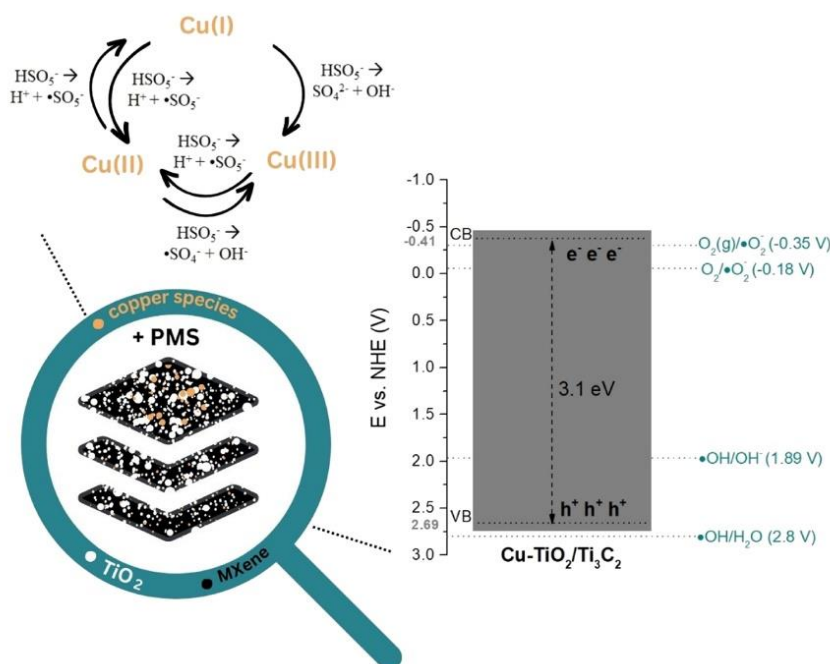 Cu(I)
HSO₅⁻ →
H⁺ + •SO₅⁻
HSO₅⁻ →
H⁺ + •SO₅⁻
HSO₅⁻ →
SO₄²⁻ + OH⁻
Cu(II)
HSO₅⁻ →
H⁺ + •SO₅⁻
Cu(III)
HSO₅⁻ →
•SO₄⁻ + OH⁻
copper species
+ PMS
TiO₂
MXene
E vs. NHE (V)
-1.0
-0.5
-0.41
0.0
0.5
1.0
1.5
2.0
2.5
2.69
3.0
CB
e⁻ e⁻ e⁻
3.1 eV
h⁺ h⁺ h⁺
VB
O₂(g)/•O₂⁻ (-0.35 V)
O₂/•O₂⁻ (-0.18 V)
•OH/OH⁻ (1.89 V)
•OH/H₂O (2.8 V)
Cu-TiO₂/Ti₃C₂